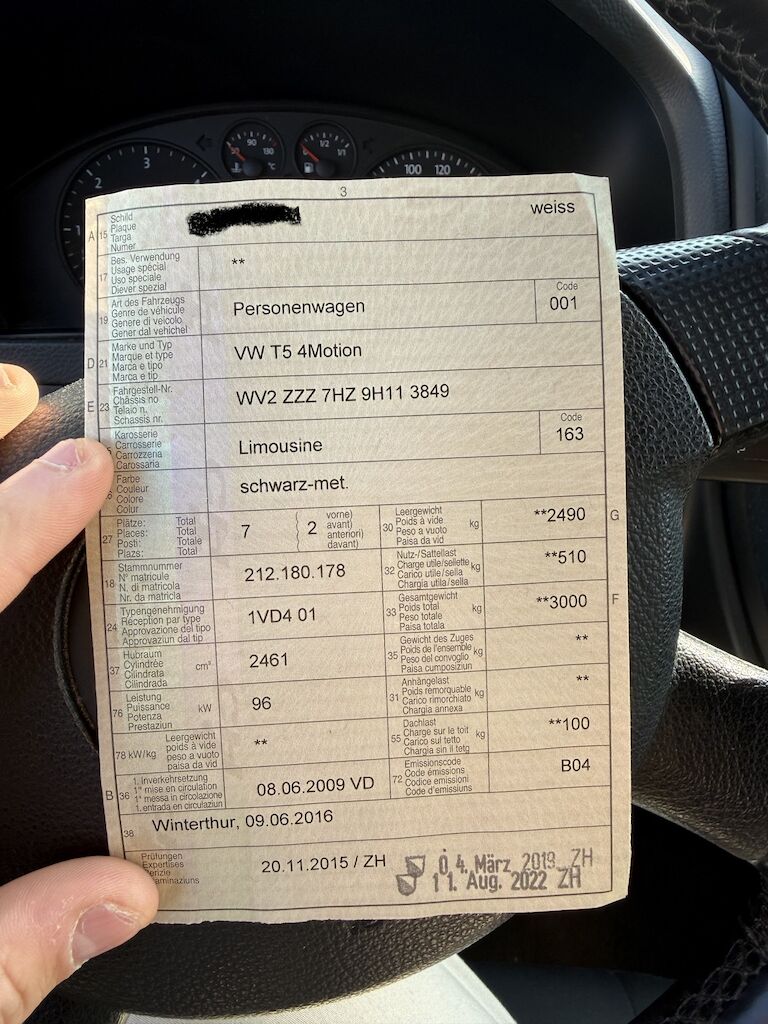 3
A 15 Schild weiss
Plaque
Targa
Numer
17 Bes. Verwendung **
Usage spécial
Uso speciale
Diever spezial
19 Art des Fahrzeugs Personenwagen Code 001
Genre de véhicule
Genere di veicolo
Gener dal vehichel
D 21 Marke und Typ VW T5 4Motion
Marque et type
Marca e tipo
Marca e tip
E 23 Fahrgestell-Nr. WV2 ZZZ 7HZ 9H11 3849
Châssis no
Telaio n.
Schassis nr.
Karosserie Limousine Code 163
Carrosserie
Carrozzeria
Carossaria
Farbe schwarz-met.
Couleur
Colore
Colur
27 Plätze: Total 7 2 vorne)
Places: Total avant)
Posti: Totale anteriori)
Plazs: Total davant)
30 Leergewicht kg **2490 G
Poids à vide
Peso a vuoto
Paisa da vid
18 Stammnummer 212.180.178
N° matricule
N. di matricola
Nr. da matricla
32 Nutz-/Sattellast kg **510
Charge utile/sellette
Carico utile/sella
Chargia utila/sella
24 Typengenehmigung 1VD4 01
Réception par type
Approvazione del tipo
Approvaziun dal tip
33 Gesamtgewicht kg **3000 F
Poids total
Peso totale
Paisa totala
37 Hubraum cm³ 2461
Cylindrée
Cilindrata
Cilindrada
35 Gewicht des Zuges kg **
Poids de l'ensemble
Peso del convoglio
Paisa cumposiziun
76 Leistung kW 96
Puissance
Potenza
Prestaziun
31 Anhängelast kg **
Poids remorquable
Carico rimorchiato
Chargia annexa
78 kW/kg Leergewicht **
poids à vide
peso a vuoto
paisa da vid
55 Dachlast kg **100
Charge sur le toit
Carico sul tetto
Chargia sin il tetg
B 36 1. Inverkehrsetzung 08.06.2009 VD
1re mise en circulation
1a messa in circolazione
1. entrada en circulaziun
72 Emissionscode B04
Code émissions
Codice emissioni
Code d'emissiuns
38 Winterthur, 09.06.2016
Prüfungen 20.11.2015 / ZH
Expertises
04. März 2019 ZH
11. Aug. 2022 ZH
1 2 3 4
90 130 °C
1/2 1/1
100 120